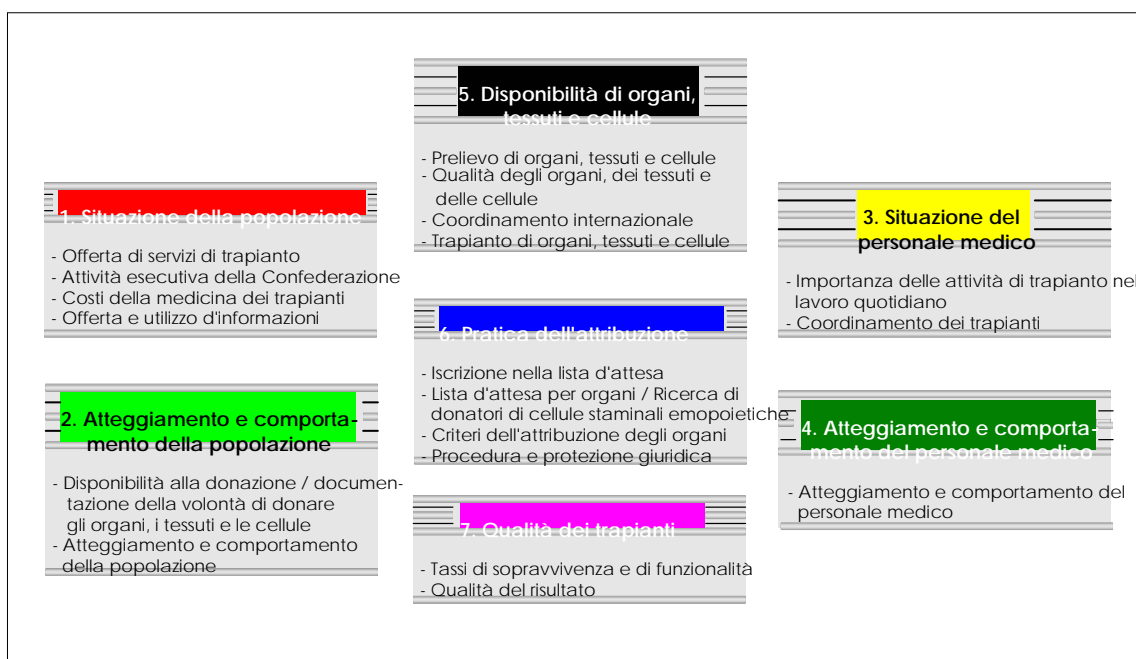 1. Situazione della popolazione
- Offerta di servizi di trapianto
- Attività esecutiva della Confederazione
- Costi della medicina dei trapianti
- Offerta e utilizzo d'informazioni
2. Atteggiamento e comporta-
mento della popolazione
- Disponibilità alla donazione / documen-
tazione della volontà di donare
gli organi, i tessuti e le cellule
- Atteggiamento e comportamento
della popolazione
5. Disponibilità di organi,
tessuti e cellule
- Prelievo di organi, tessuti e cellule
- Qualità degli organi, dei tessuti e
delle cellule
- Coordinamento internazionale
- Trapianto di organi, tessuti e cellule
6. Pratica dell'attribuzione
- Iscrizione nella lista d'attesa
- Lista d'attesa per organi / Ricerca di
donatori di cellule staminali emopoietiche
- Criteri dell'attribuzione degli organi
- Procedura e protezione giuridica
7. Qualità dei trapianti
- Tassi di sopravvivenza e di funzionalità
- Qualità del risultato
3. Situazione del
personale medico
- Importanza delle attività di trapianto nel
lavoro quotidiano
- Coordinamento dei trapianti
4. Atteggiamento e comporta-
mento del personale medico
- Atteggiamento e comportamento del
personale medico